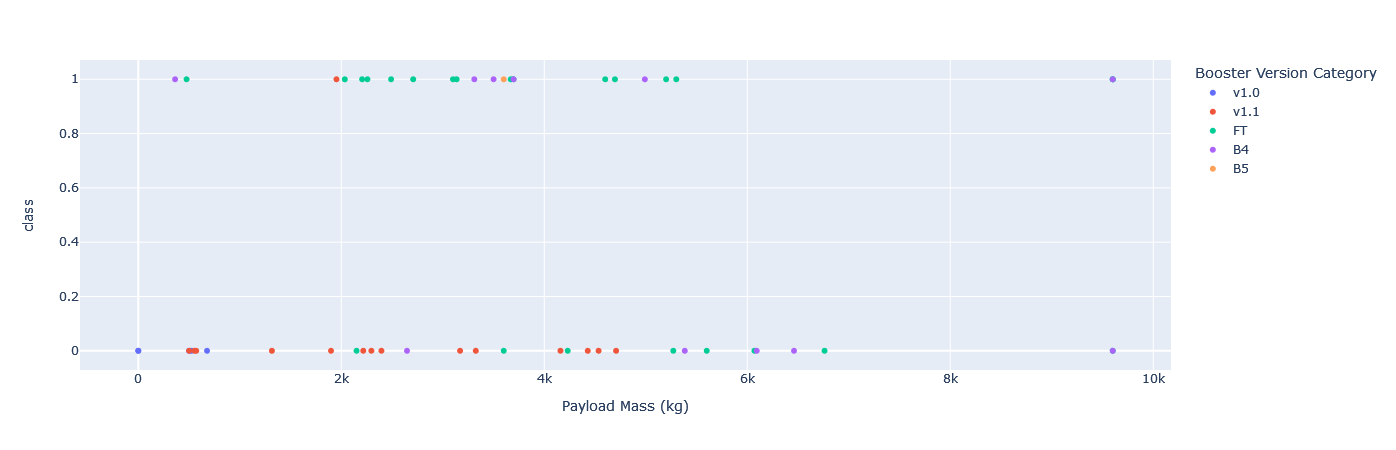 1
0.8
0.6
0.4
0.2
0
class
0 2k 4k 6k 8k 10k
Payload Mass (kg)
Booster Version Category
v1.0
v1.1
FT
B4
B5